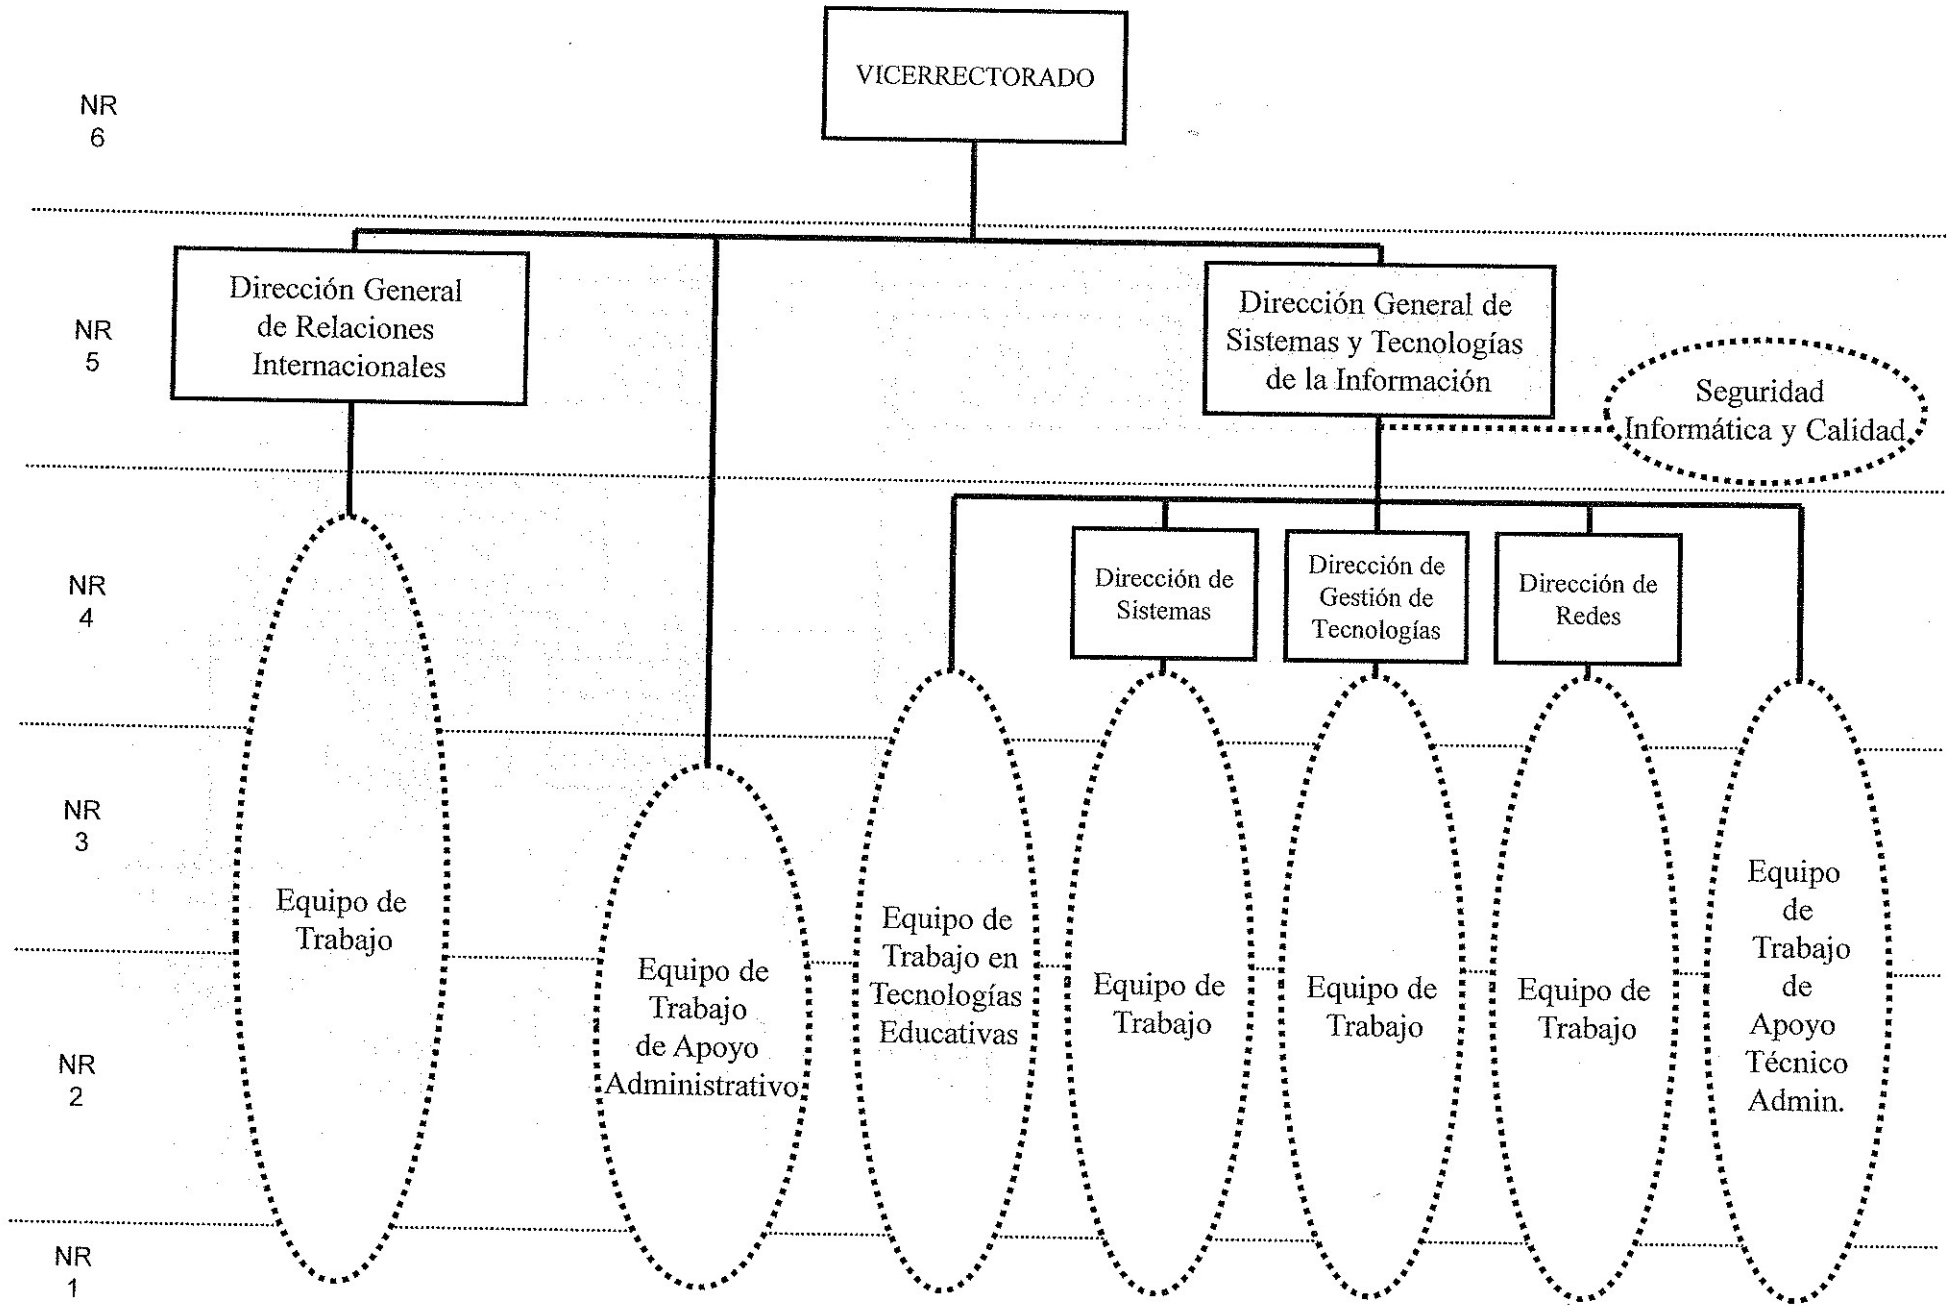 VICERRECTORADO
NR
6
Dirección General
de Relaciones
Internacionales
Dirección General de
Sistemas y Tecnologías
de la Información
NR
5
Seguridad
Informática y Calidad
NR
4
Dirección de
Sistemas
Dirección de
Gestión de
Tecnologías
Dirección de
Redes
NR
3
Equipo de
Trabajo
Equipo de
Trabajo
de Apoyo
Administrativo
Equipo de
Trabajo en
Tecnologías
Educativas
Equipo de
Trabajo
Equipo de
Trabajo
Equipo de
Trabajo
Equipo
de
Trabajo
de
Apoyo
Técnico
Admin.
NR
2
NR
1